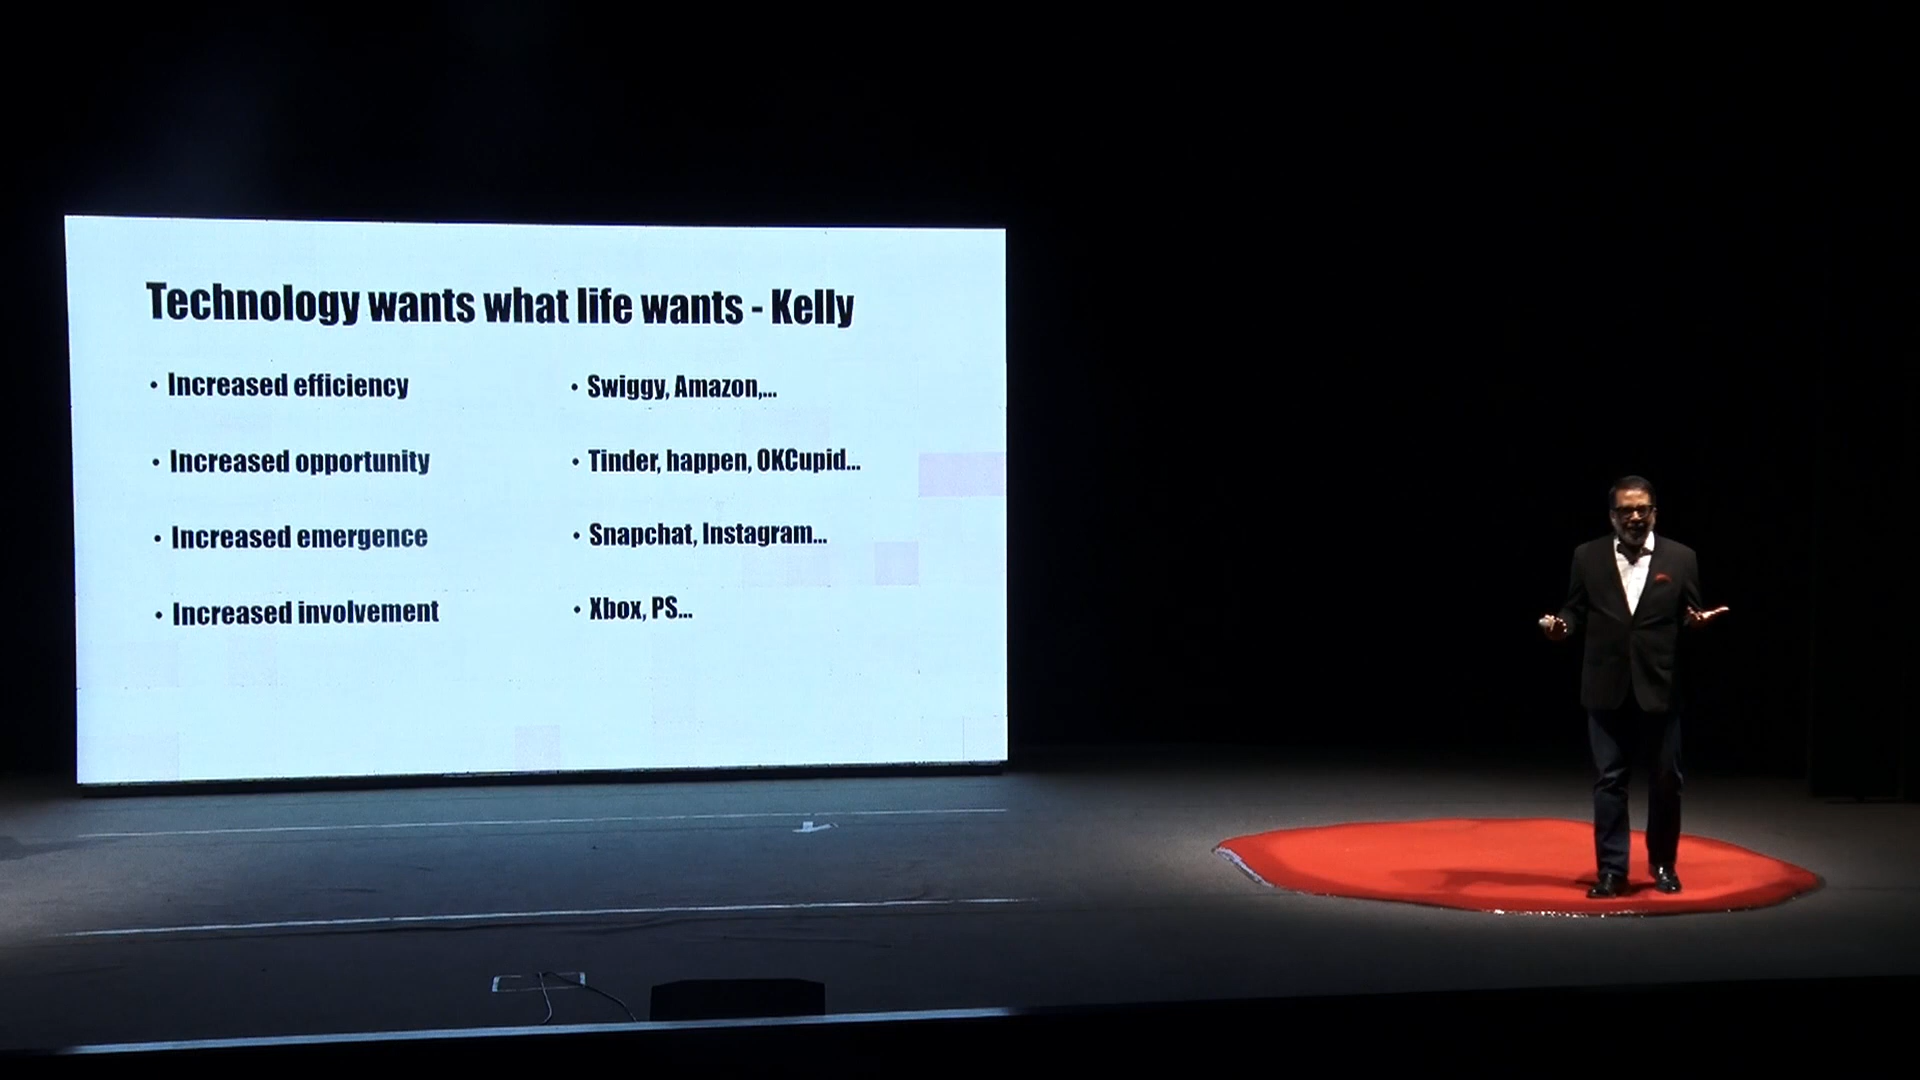 Technology wants what life wants - Kelly
• Increased efficiency
• Increased opportunity
• Increased emergence
• Increased involvement
• Swiggy, Amazon,...
• Tinder, happen, OKCupid...
• Snapchat, Instagram...
• Xbox, PS...